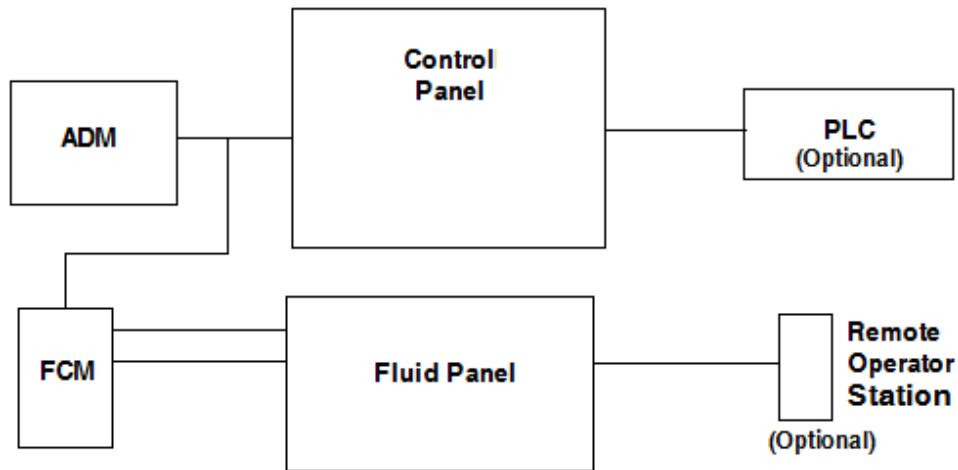 Control
Panel
ADM
PLC
(Optional)
FCM
Fluid Panel
Remote
Operator
Station
(Optional)